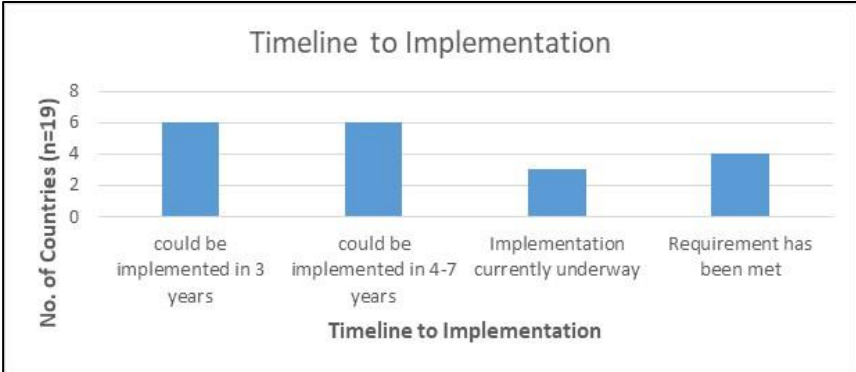 Timeline to Implementation
No. of Countries (n=19)
8
6
4
2
0
could be
implemented in 3
years
could be
implemented in 4-7
years
Implementation
currently underway
Requirement has
been met
Timeline to Implementation